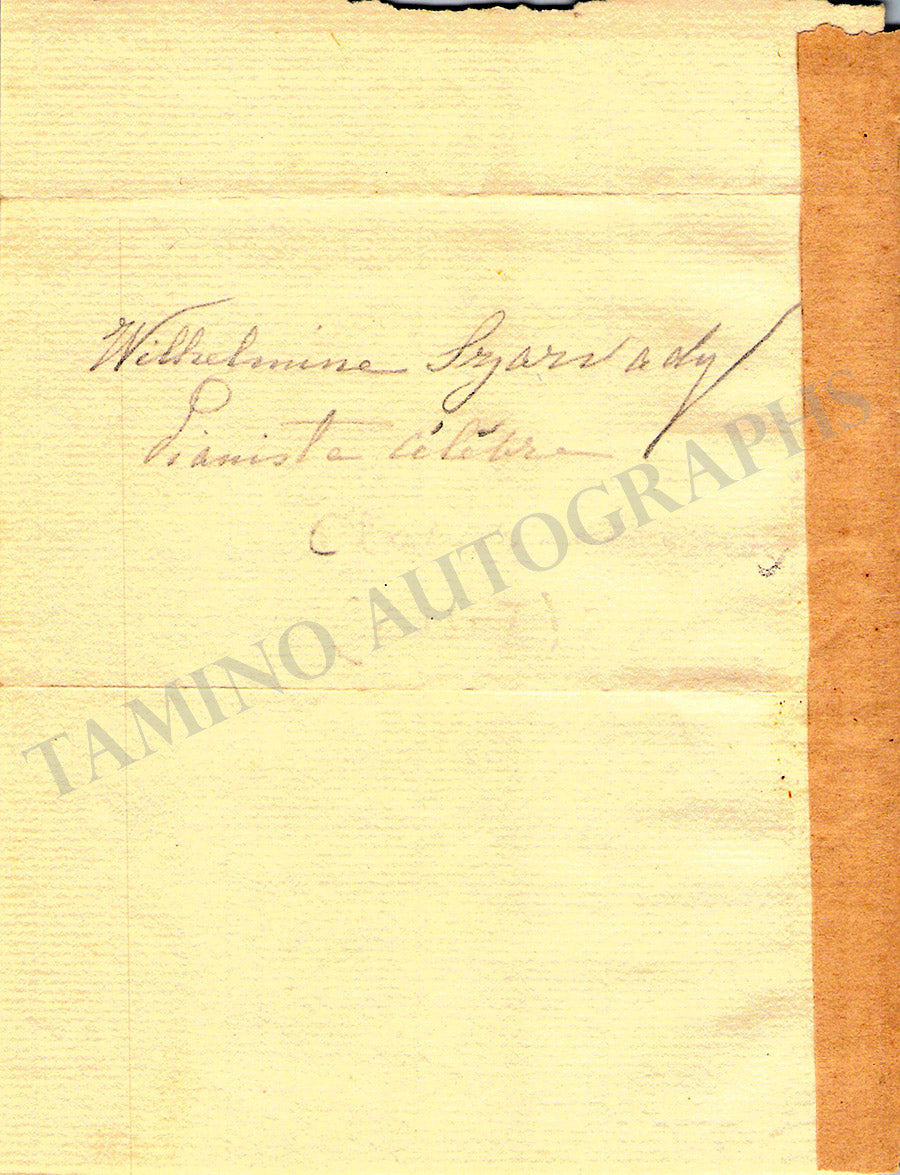 Wilhelmine Szarvady
Pianiste célèbre
TAMINO AUTOGRAPHS